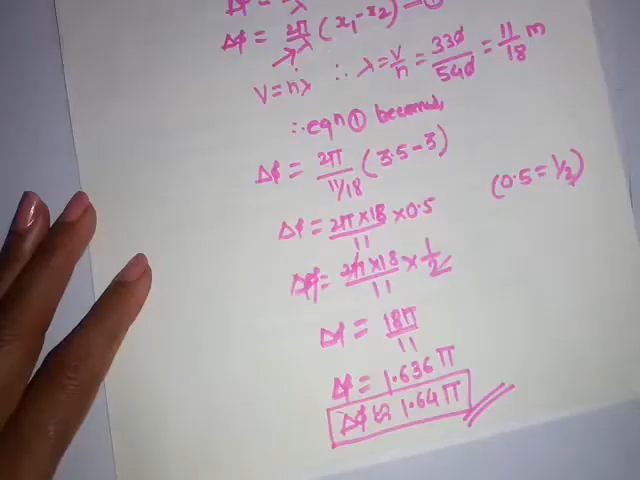 Δφ = 2π/λ (x₁ - x₂) — ①
V = nλ ∴ λ = V/n = 330/540 = 11/18 m
∴ eqn ① becomes,
Δφ = 2π/11/18 (3.5 - 3)
(0.5 = 1/2)
Δφ = 2π × 18/11 × 0.5
Δφ = 2π × 18/11 × 1/2
Δφ = 18π/11
Δφ = 1.636 π
Δφ ≈ 1.64 π